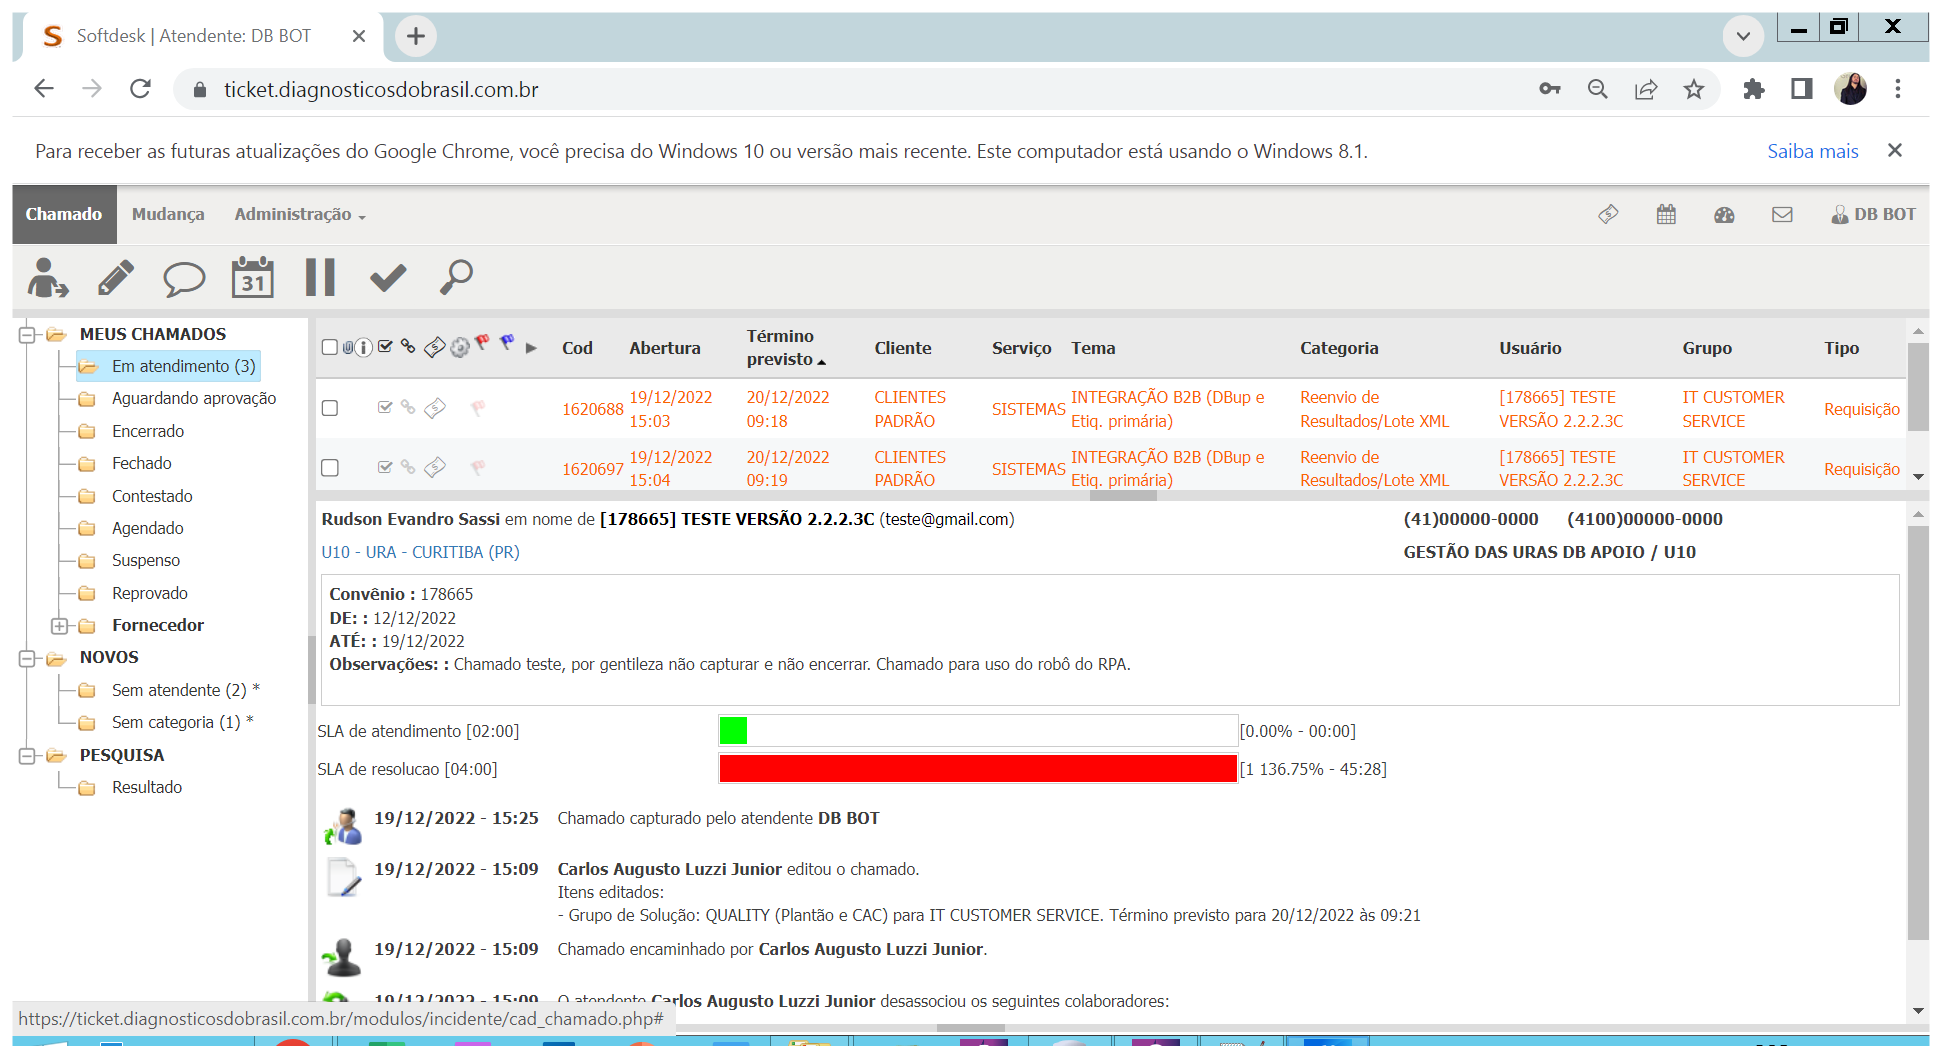 Softdesk | Atendente: DB BOT
ticket.diagnosticosdobrasil.com.br
Para receber as futuras atualizações do Google Chrome, você precisa do Windows 10 ou versão mais recente. Este computador está usando o Windows 8.1. Saiba mais
Chamado Mudança Administração DB BOT
31
MEUS CHAMADOS
Em atendimento (3)
Aguardando aprovação
Encerrado
Fechado
Contestado
Agendado
Suspenso
Reprovado
Fornecedor
NOVOS
Sem atendente (2) *
Sem categoria (1) *
PESQUISA
Resultado
Cod Abertura Término previsto Cliente Serviço Tema Categoria Usuário Grupo Tipo
1620688 19/12/2022 15:03 20/12/2022 09:18 CLIENTES PADRÃO SISTEMAS INTEGRAÇÃO B2B (DBup e Etiq. primária) Reenvio de Resultados/Lote XML [178665] TESTE VERSÃO 2.2.2.3C IT CUSTOMER SERVICE Requisição
1620697 19/12/2022 15:04 20/12/2022 09:19 CLIENTES PADRÃO SISTEMAS INTEGRAÇÃO B2B (DBup e Etiq. primária) Reenvio de Resultados/Lote XML [178665] TESTE VERSÃO 2.2.2.3C IT CUSTOMER SERVICE Requisição
Rudson Evandro Sassi em nome de [178665] TESTE VERSÃO 2.2.2.3C (teste@gmail.com) (41)00000-0000 (4100)00000-0000
U10 - URA - CURITIBA (PR) GESTÃO DAS URAS DB APOIO / U10
Convênio : 178665
DE: : 12/12/2022
ATÉ: : 19/12/2022
Observações: : Chamado teste, por gentileza não capturar e não encerrar. Chamado para uso do robô do RPA.
SLA de atendimento [02:00] [0.00% - 00:00]
SLA de resolucao [04:00] [1 136.75% - 45:28]
19/12/2022 - 15:25 Chamado capturado pelo atendente DB BOT
19/12/2022 - 15:09 Carlos Augusto Luzzi Junior editou o chamado.
Itens editados:
- Grupo de Solução: QUALITY (Plantão e CAC) para IT CUSTOMER SERVICE. Término previsto para 20/12/2022 às 09:21
19/12/2022 - 15:09 Chamado encaminhado por Carlos Augusto Luzzi Junior.
19/12/2022 - 15:09 O atendente Carlos Augusto Luzzi Junior desassociou os seguintes colaboradores:
https://ticket.diagnosticosdobrasil.com.br/modulos/incidente/cad_chamado.php#